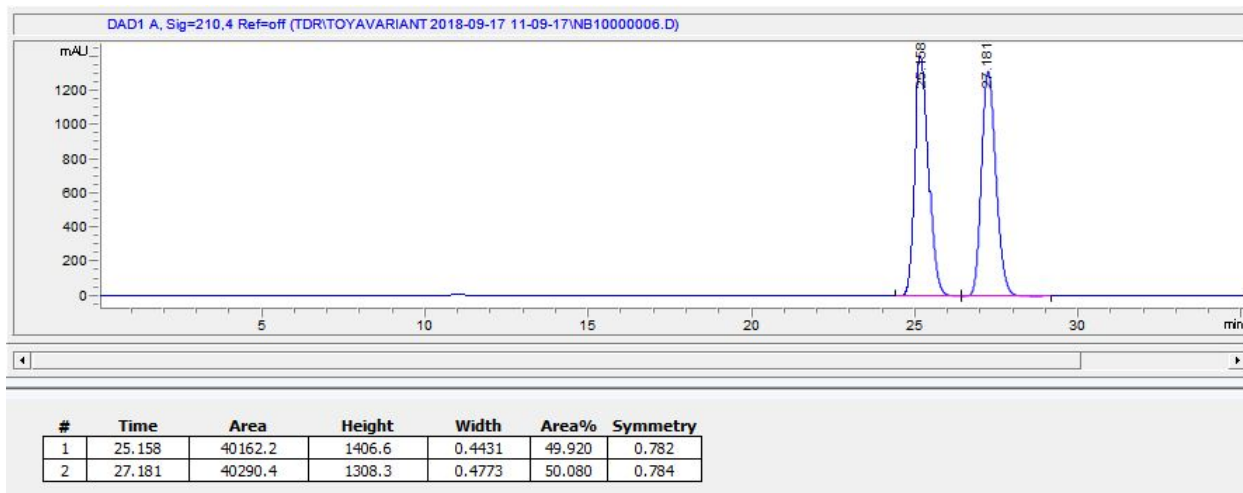 DAD1 A, Sig=210,4 Ref=off (TDR\TOYAVARIANT 2018-09-17 11-09-17\NB10000006.D)
mAU
25.158
27.181
1200
1000
800
600
400
200
0
5 10 15 20 25 30 min
# Time Area Height Width Area% Symmetry
1 25.158 40162.2 1406.6 0.4431 49.920 0.782
2 27.181 40290.4 1308.3 0.4773 50.080 0.784